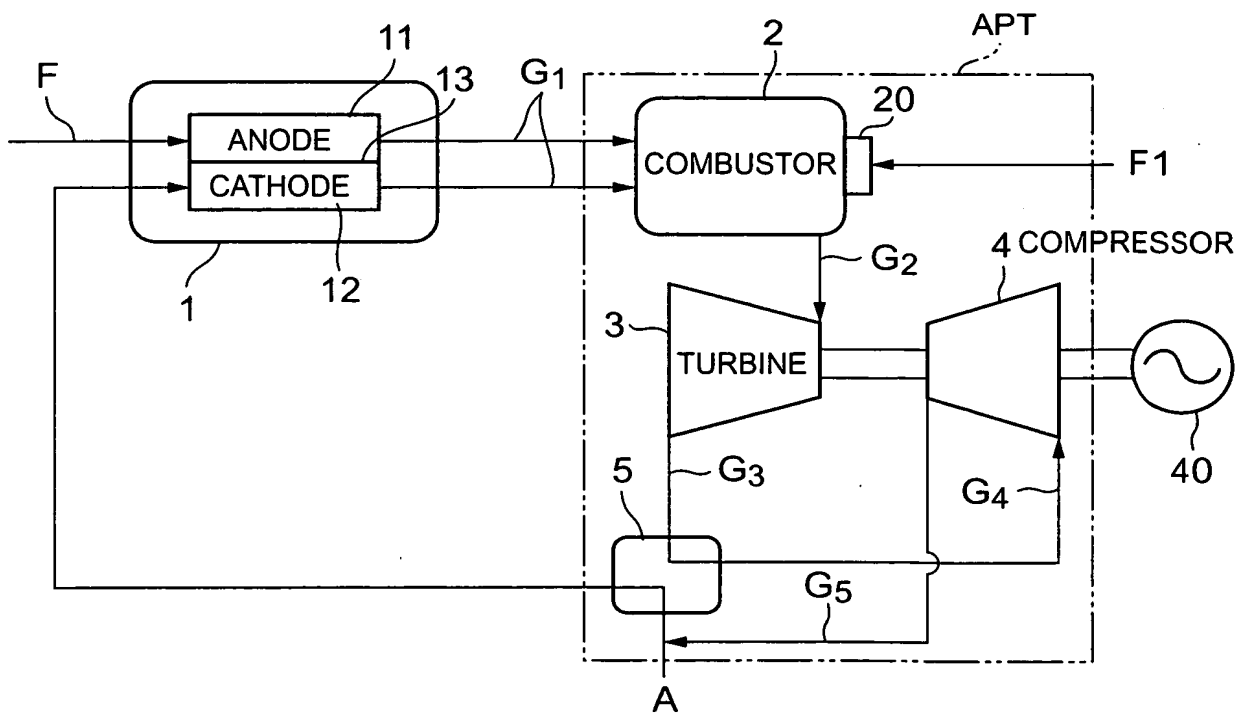 APT
11
2
F
13
G1
20
ANODE
COMBUSTOR
F1
CATHODE
4 COMPRESSOR
G2
12
1
3
TURBINE
5
G3
G4
40
G5
A